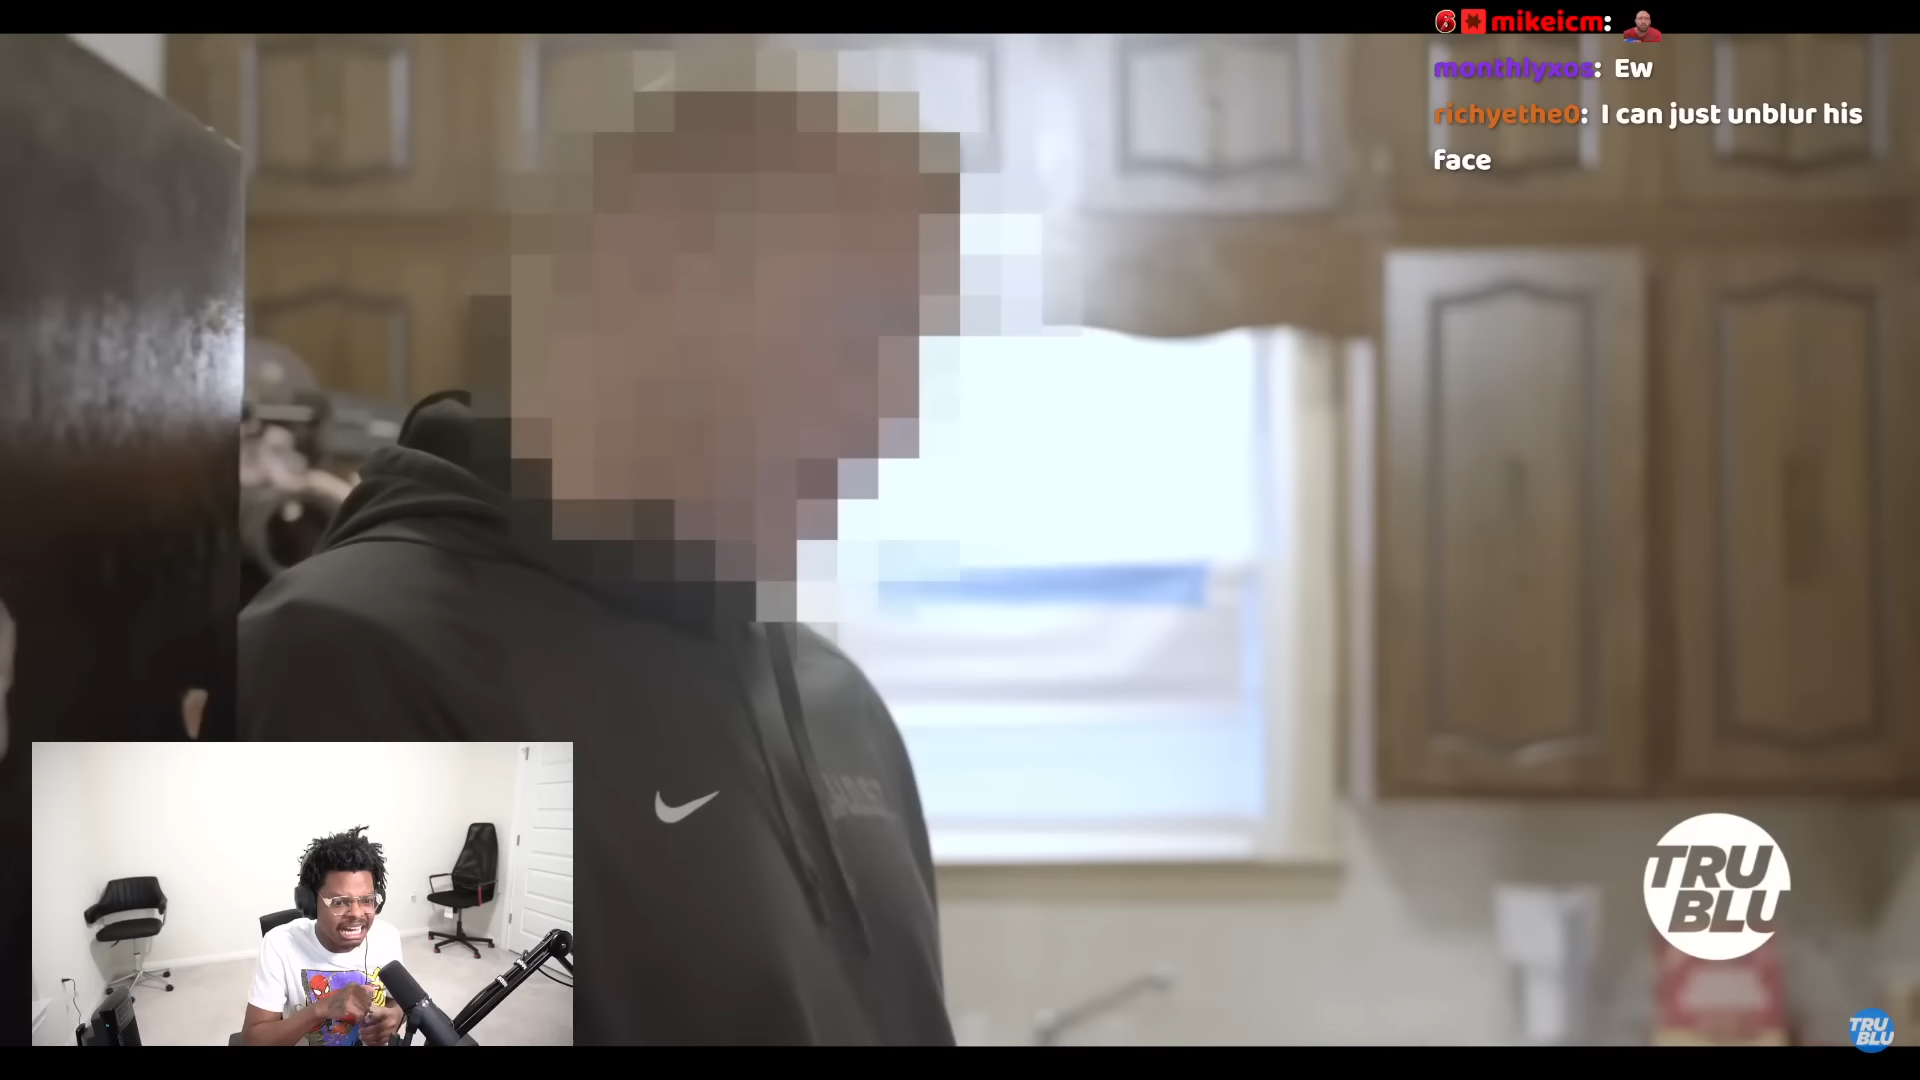 mikeicm:
monthlyxos: Ew
richyethe0: I can just unblur his
face
TRU
BLU
TRU
BLU